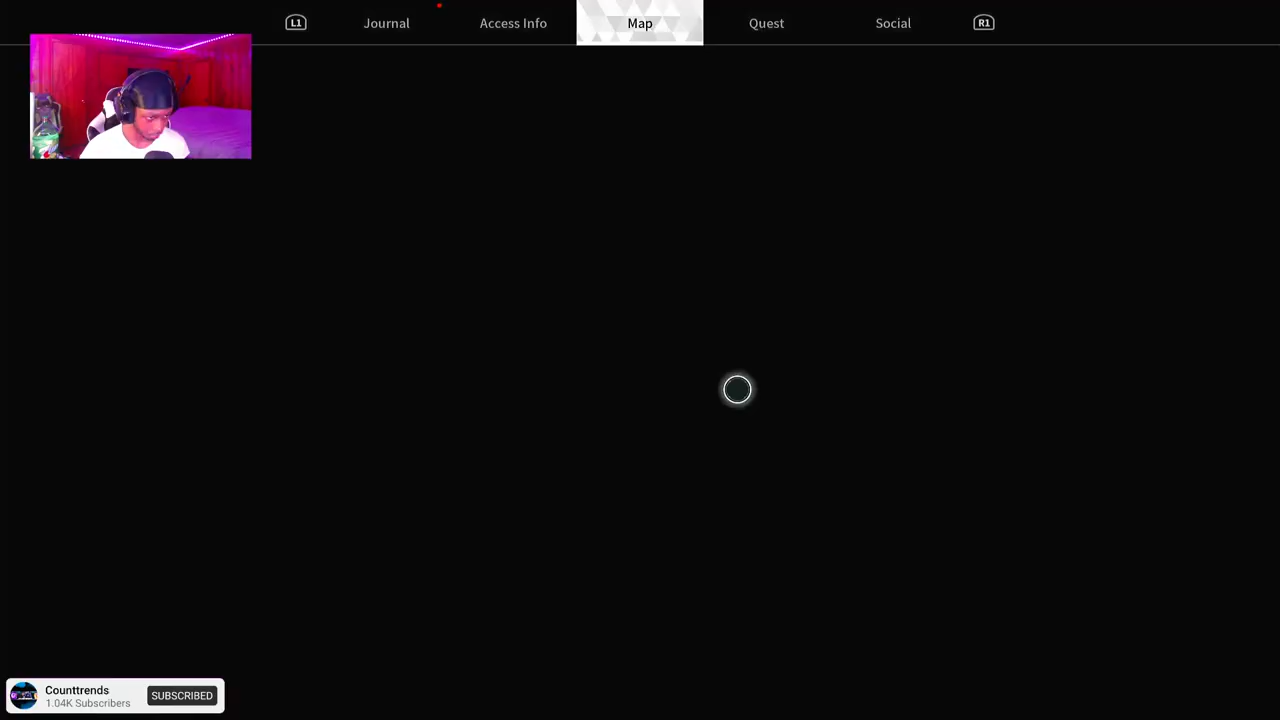 L1 Journal Access Info Map Quest Social R1
Counttrends
1.04K Subscribers
SUBSCRIBED